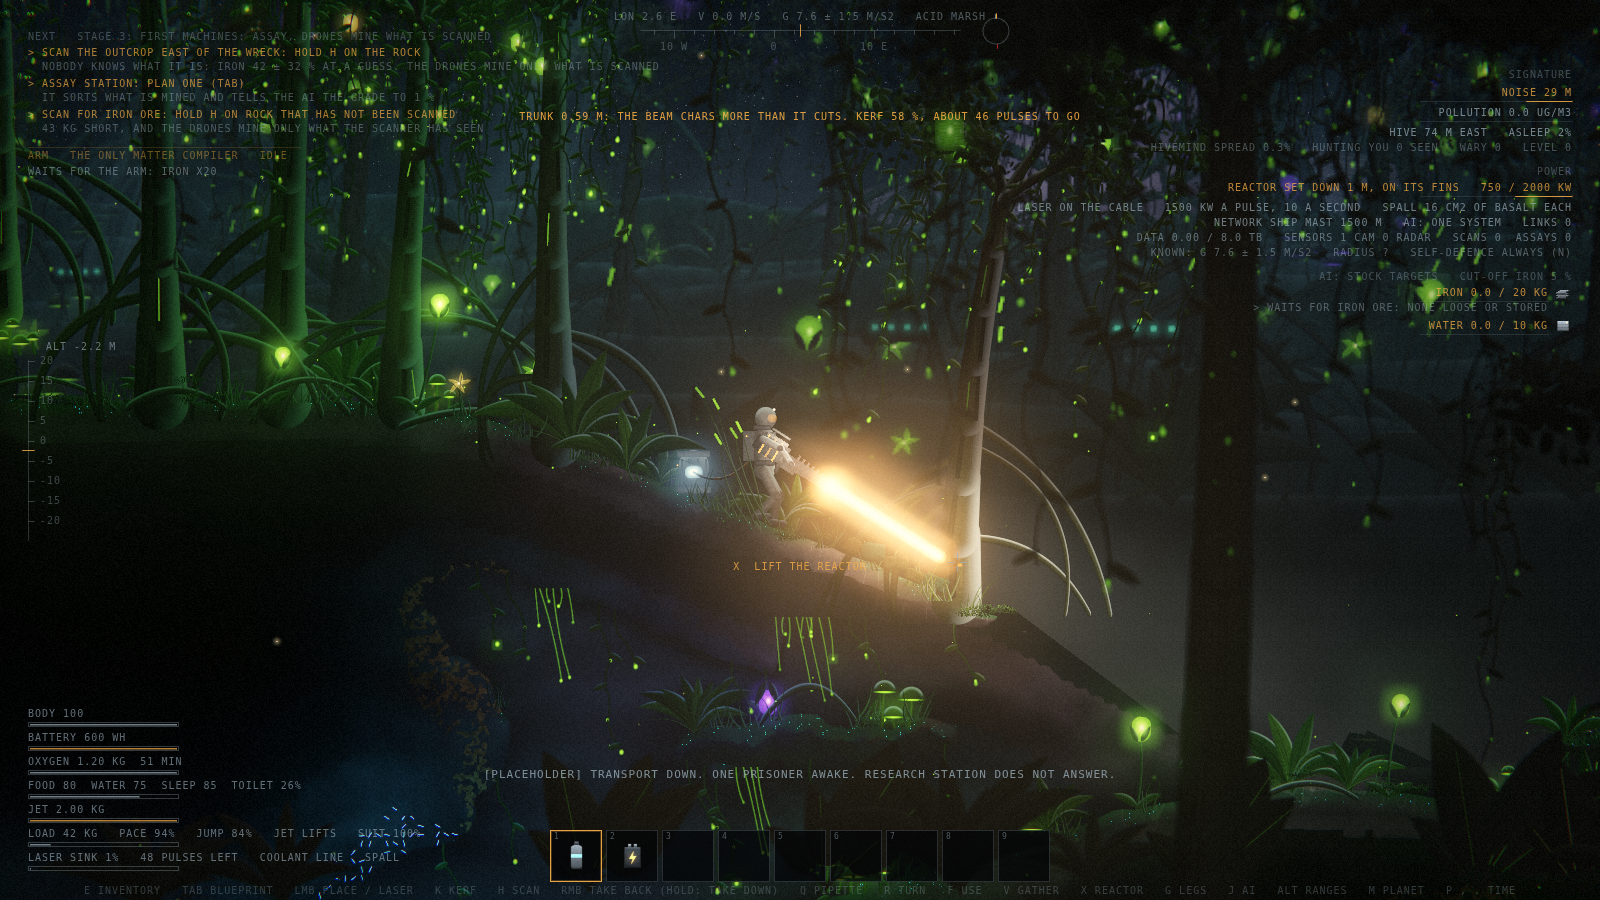 LON 2.6 E   V 0.0 M/S   G 7.6 ± 1.5 M/S2   ACID MARSH
10 W   0   10 E
NEXT   STAGE 3: FIRST MACHINES: ASSAY, DRONES MINE WHAT IS SCANNED
> SCAN THE OUTCROP EAST OF THE WRECK: HOLD H ON THE ROCK
NOBODY KNOWS WHAT IT IS: IRON 42 ± 32 % AT A GUESS. THE DRONES MINE ONLY WHAT IS SCANNED
> ASSAY STATION: PLAN ONE (TAB)
IT SORTS WHAT IS MINED AND TELLS THE AI THE GRADE TO 1 %
> SCAN FOR IRON ORE: HOLD H ON ROCK THAT HAS NOT BEEN SCANNED
43 KG SHORT, AND THE DRONES MINE ONLY WHAT THE SCANNER HAS SEEN
ARM   THE ONLY MATTER COMPILER   IDLE
WAITS FOR THE ARM: IRON X20
TRUNK 0.59 M: THE BEAM CHARS MORE THAN IT CUTS. KERF 58 %, ABOUT 46 PULSES TO GO
SIGNATURE
NOISE 29 M
POLLUTION 0.0 UG/M3
HIVE 74 M EAST   ASLEEP 2%
HIVEMIND SPREAD 0.3%   HUNTING YOU 0 SEEN   WARY 0   LEVEL 0
POWER
REACTOR SET DOWN 1 M, ON ITS FINS   750 / 2000 KW
LASER ON THE CABLE   1500 KW A PULSE, 10 A SECOND   SPALL 16 CM2 OF BASALT EACH
NETWORK SHIP MAST 1500 M   AI: ONE SYSTEM   LINKS 0
DATA 0.00 / 8.0 TB   SENSORS 1 CAM 0 RADAR   SCANS 0   ASSAYS 0
KNOWN: G 7.6 ± 1.5 M/S2   RADIUS ?   SELF-DEFENCE ALWAYS (N)
AI: STOCK TARGETS   CUT-OFF IRON 5 %
IRON 0.0 / 20 KG
> WAITS FOR IRON ORE: NONE LOOSE OR STORED
WATER 0.0 / 10 KG
ALT -2.2 M
20
15
10
5
0
-5
-10
-15
-20
X   LIFT THE REACTOR
BODY 100
BATTERY 600 WH
OXYGEN 1.20 KG   51 MIN
FOOD 80   WATER 75   SLEEP 85   TOILET 26%
JET 2.00 KG
LOAD 42 KG   PACE 94%   JUMP 84%   JET LIFTS   SUIT 100%
LASER SINK 1%   48 PULSES LEFT   COOLANT LINE   SPALL
[PLACEHOLDER] TRANSPORT DOWN. ONE PRISONER AWAKE. RESEARCH STATION DOES NOT ANSWER.
1   2   3   4   5   6   7   8   9
E INVENTORY   TAB BLUEPRINT   LMB PLACE / LASER   K KERF   H SCAN   RMB TAKE BACK (HOLD: TAKE DOWN)   Q PIPETTE   R TURN   F USE   V GATHER   X REACTOR   G LEGS   J AI   ALT RANGES   M PLANET   P , . TIME